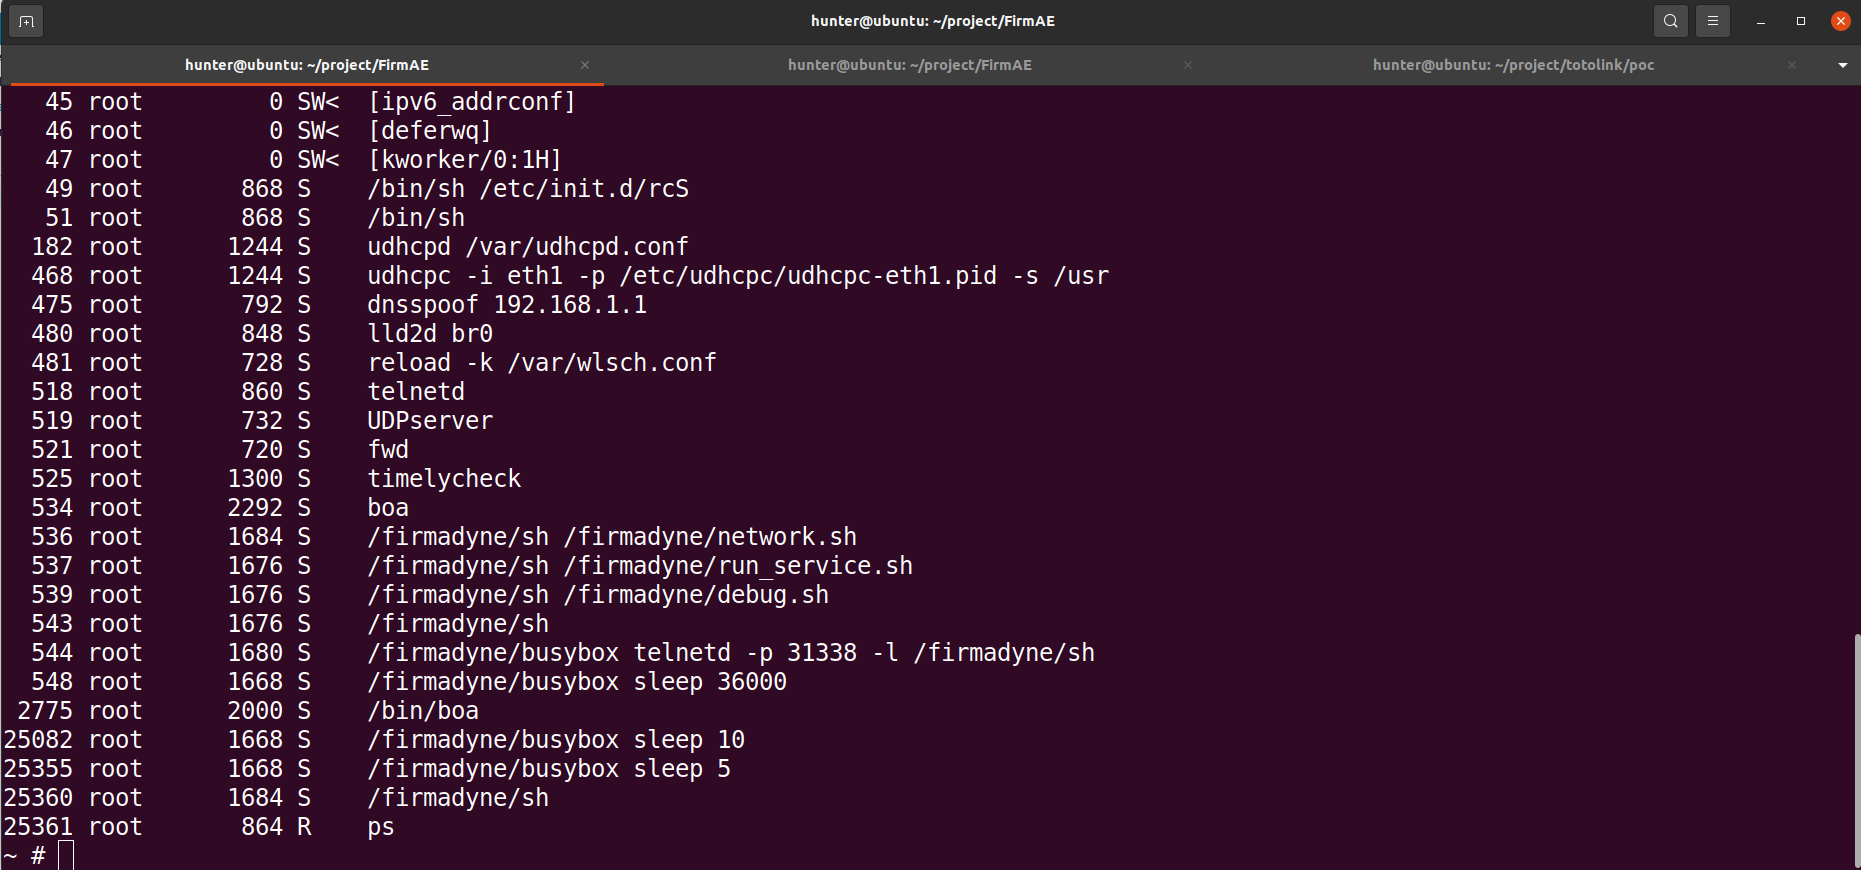 hunter@ubuntu: ~/project/FirmAE
hunter@ubuntu: ~/project/FirmAE hunter@ubuntu: ~/project/FirmAE hunter@ubuntu: ~/project/totolink/poc
45 root 0 SW< [ipv6_addrconf]
46 root 0 SW< [deferwq]
47 root 0 SW< [kworker/0:1H]
49 root 868 S /bin/sh /etc/init.d/rcS
51 root 868 S /bin/sh
182 root 1244 S udhcpd /var/udhcpd.conf
468 root 1244 S udhcpc -i eth1 -p /etc/udhcpc/udhcpc-eth1.pid -s /usr
475 root 792 S dnsspoof 192.168.1.1
480 root 848 S lld2d br0
481 root 728 S reload -k /var/wlsch.conf
518 root 860 S telnetd
519 root 732 S UDPserver
521 root 720 S fwd
525 root 1300 S timelycheck
534 root 2292 S boa
536 root 1684 S /firmadyne/sh /firmadyne/network.sh
537 root 1676 S /firmadyne/sh /firmadyne/run_service.sh
539 root 1676 S /firmadyne/sh /firmadyne/debug.sh
543 root 1676 S /firmadyne/sh
544 root 1680 S /firmadyne/busybox telnetd -p 31338 -l /firmadyne/sh
548 root 1668 S /firmadyne/busybox sleep 36000
2775 root 2000 S /bin/boa
25082 root 1668 S /firmadyne/busybox sleep 10
25355 root 1668 S /firmadyne/busybox sleep 5
25360 root 1684 S /firmadyne/sh
25361 root 864 R ps
~ #